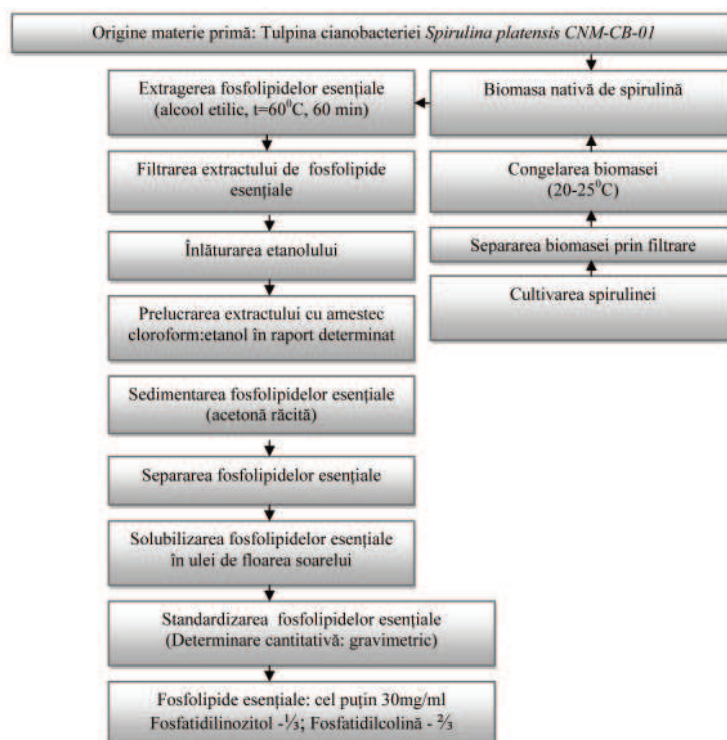 Origine materie primă: Tulpina cianobacteriei Spirulina platensis CNM-CB-01
Extragerea fosfolipidelor esențiale
(alcool etilic, t=60⁰C, 60 min)
Biomasa nativă de spirulină
Filtrarea extractului de fosfolipide
esențiale
Congelarea biomasei
(20-25⁰C)
Înlăturarea etanolului
Separarea biomasei prin filtrare
Prelucrarea extractului cu amestec
cloroform:etanol în raport determinat
Cultivarea spirulinei
Sedimentarea fosfolipidelor esențiale
(acetonă răcită)
Separarea fosfolipidelor esențiale
Solubilizarea fosfolipidelor esențiale
în ulei de floarea soarelui
Standardizarea fosfolipidelor esențiale
(Determinare cantitativă: gravimetric)
Fosfolipide esențiale: cel puțin 30mg/ml
Fosfatidilinozitol -⅓; Fosfatidilcolină - ⅔